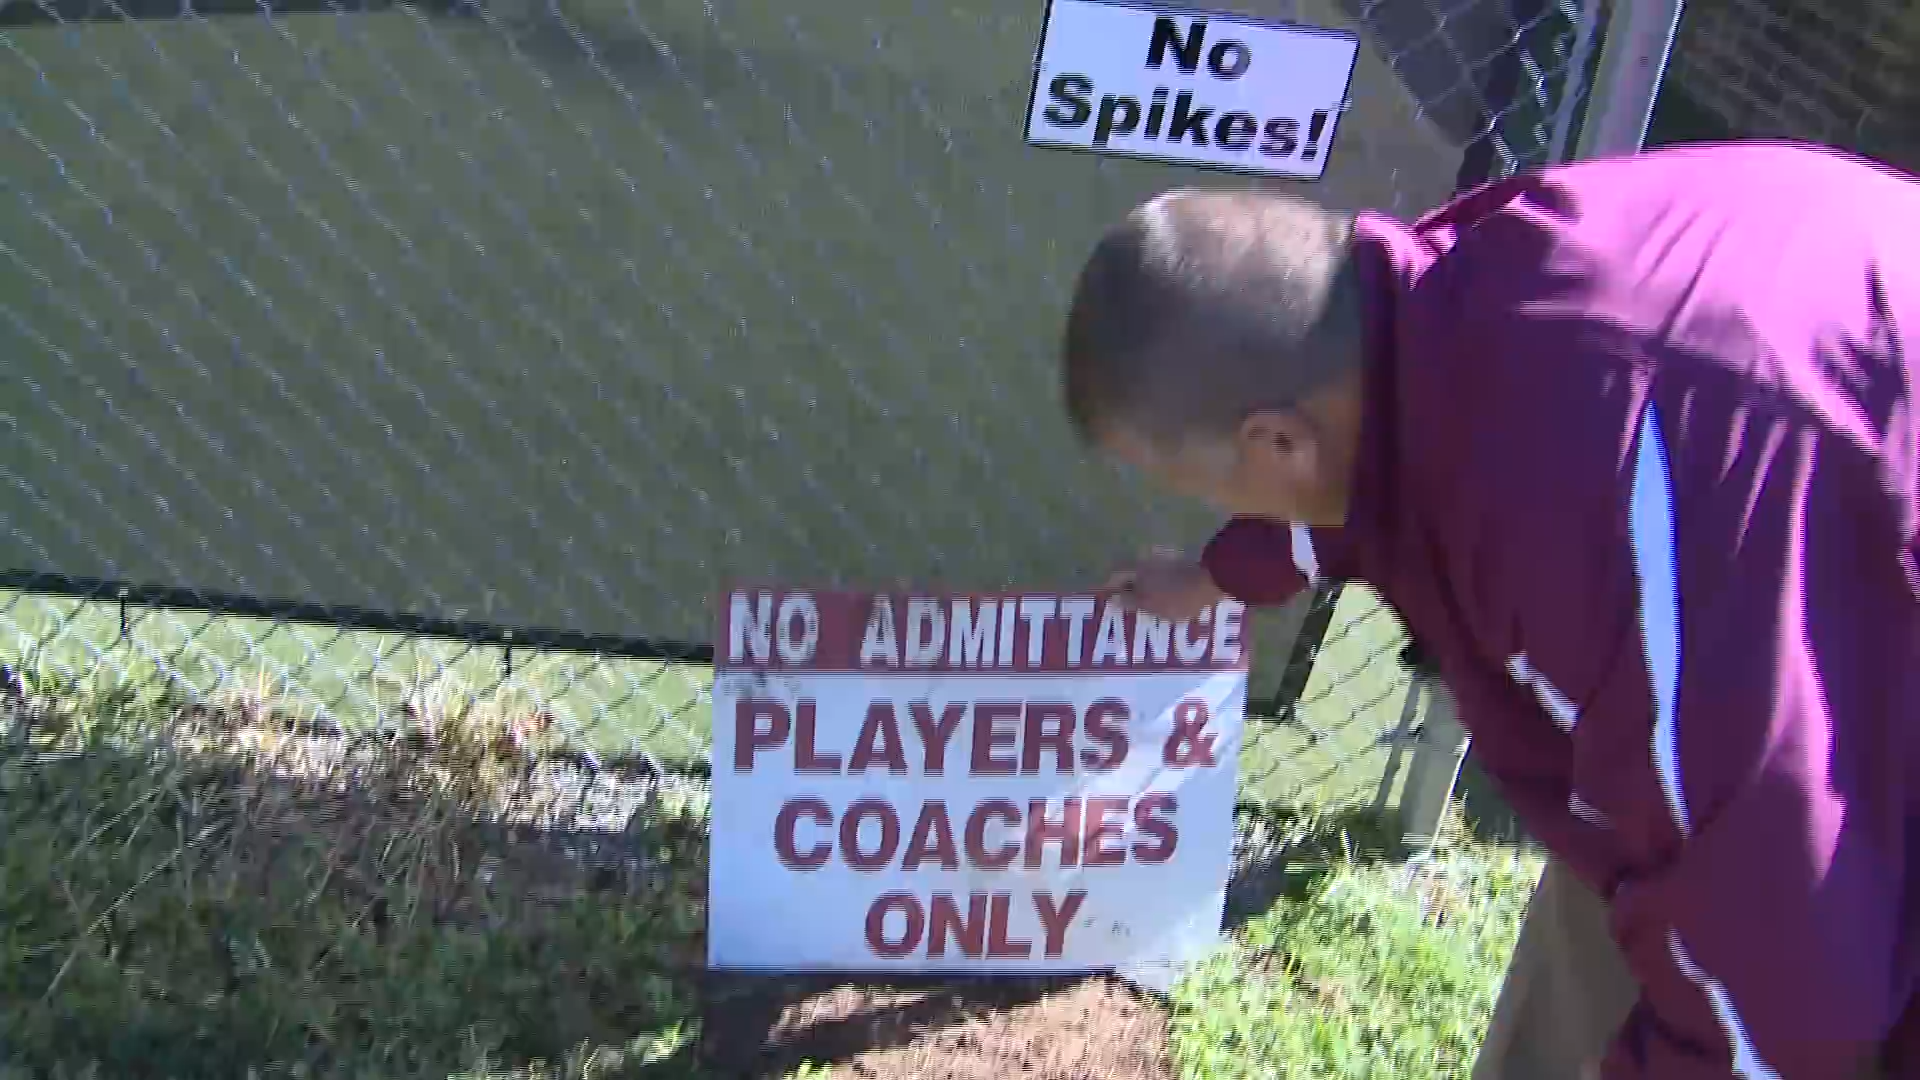 No
Spikes!
NO ADMITTANCE
PLAYERS &
COACHES
ONLY